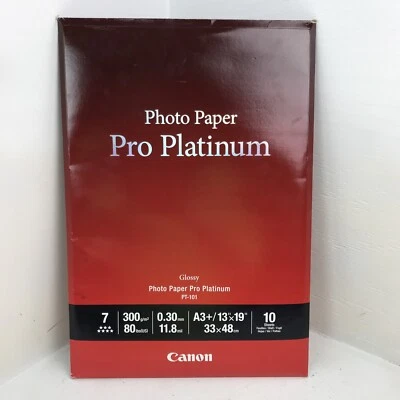 Photo Paper
Pro Platinum
Glossy
Photo Paper Pro Platinum
PT-101
7 300g/m² 0.30mm A3+/13"x19" 10
80lb 11.8mil 33x48cm
Canon